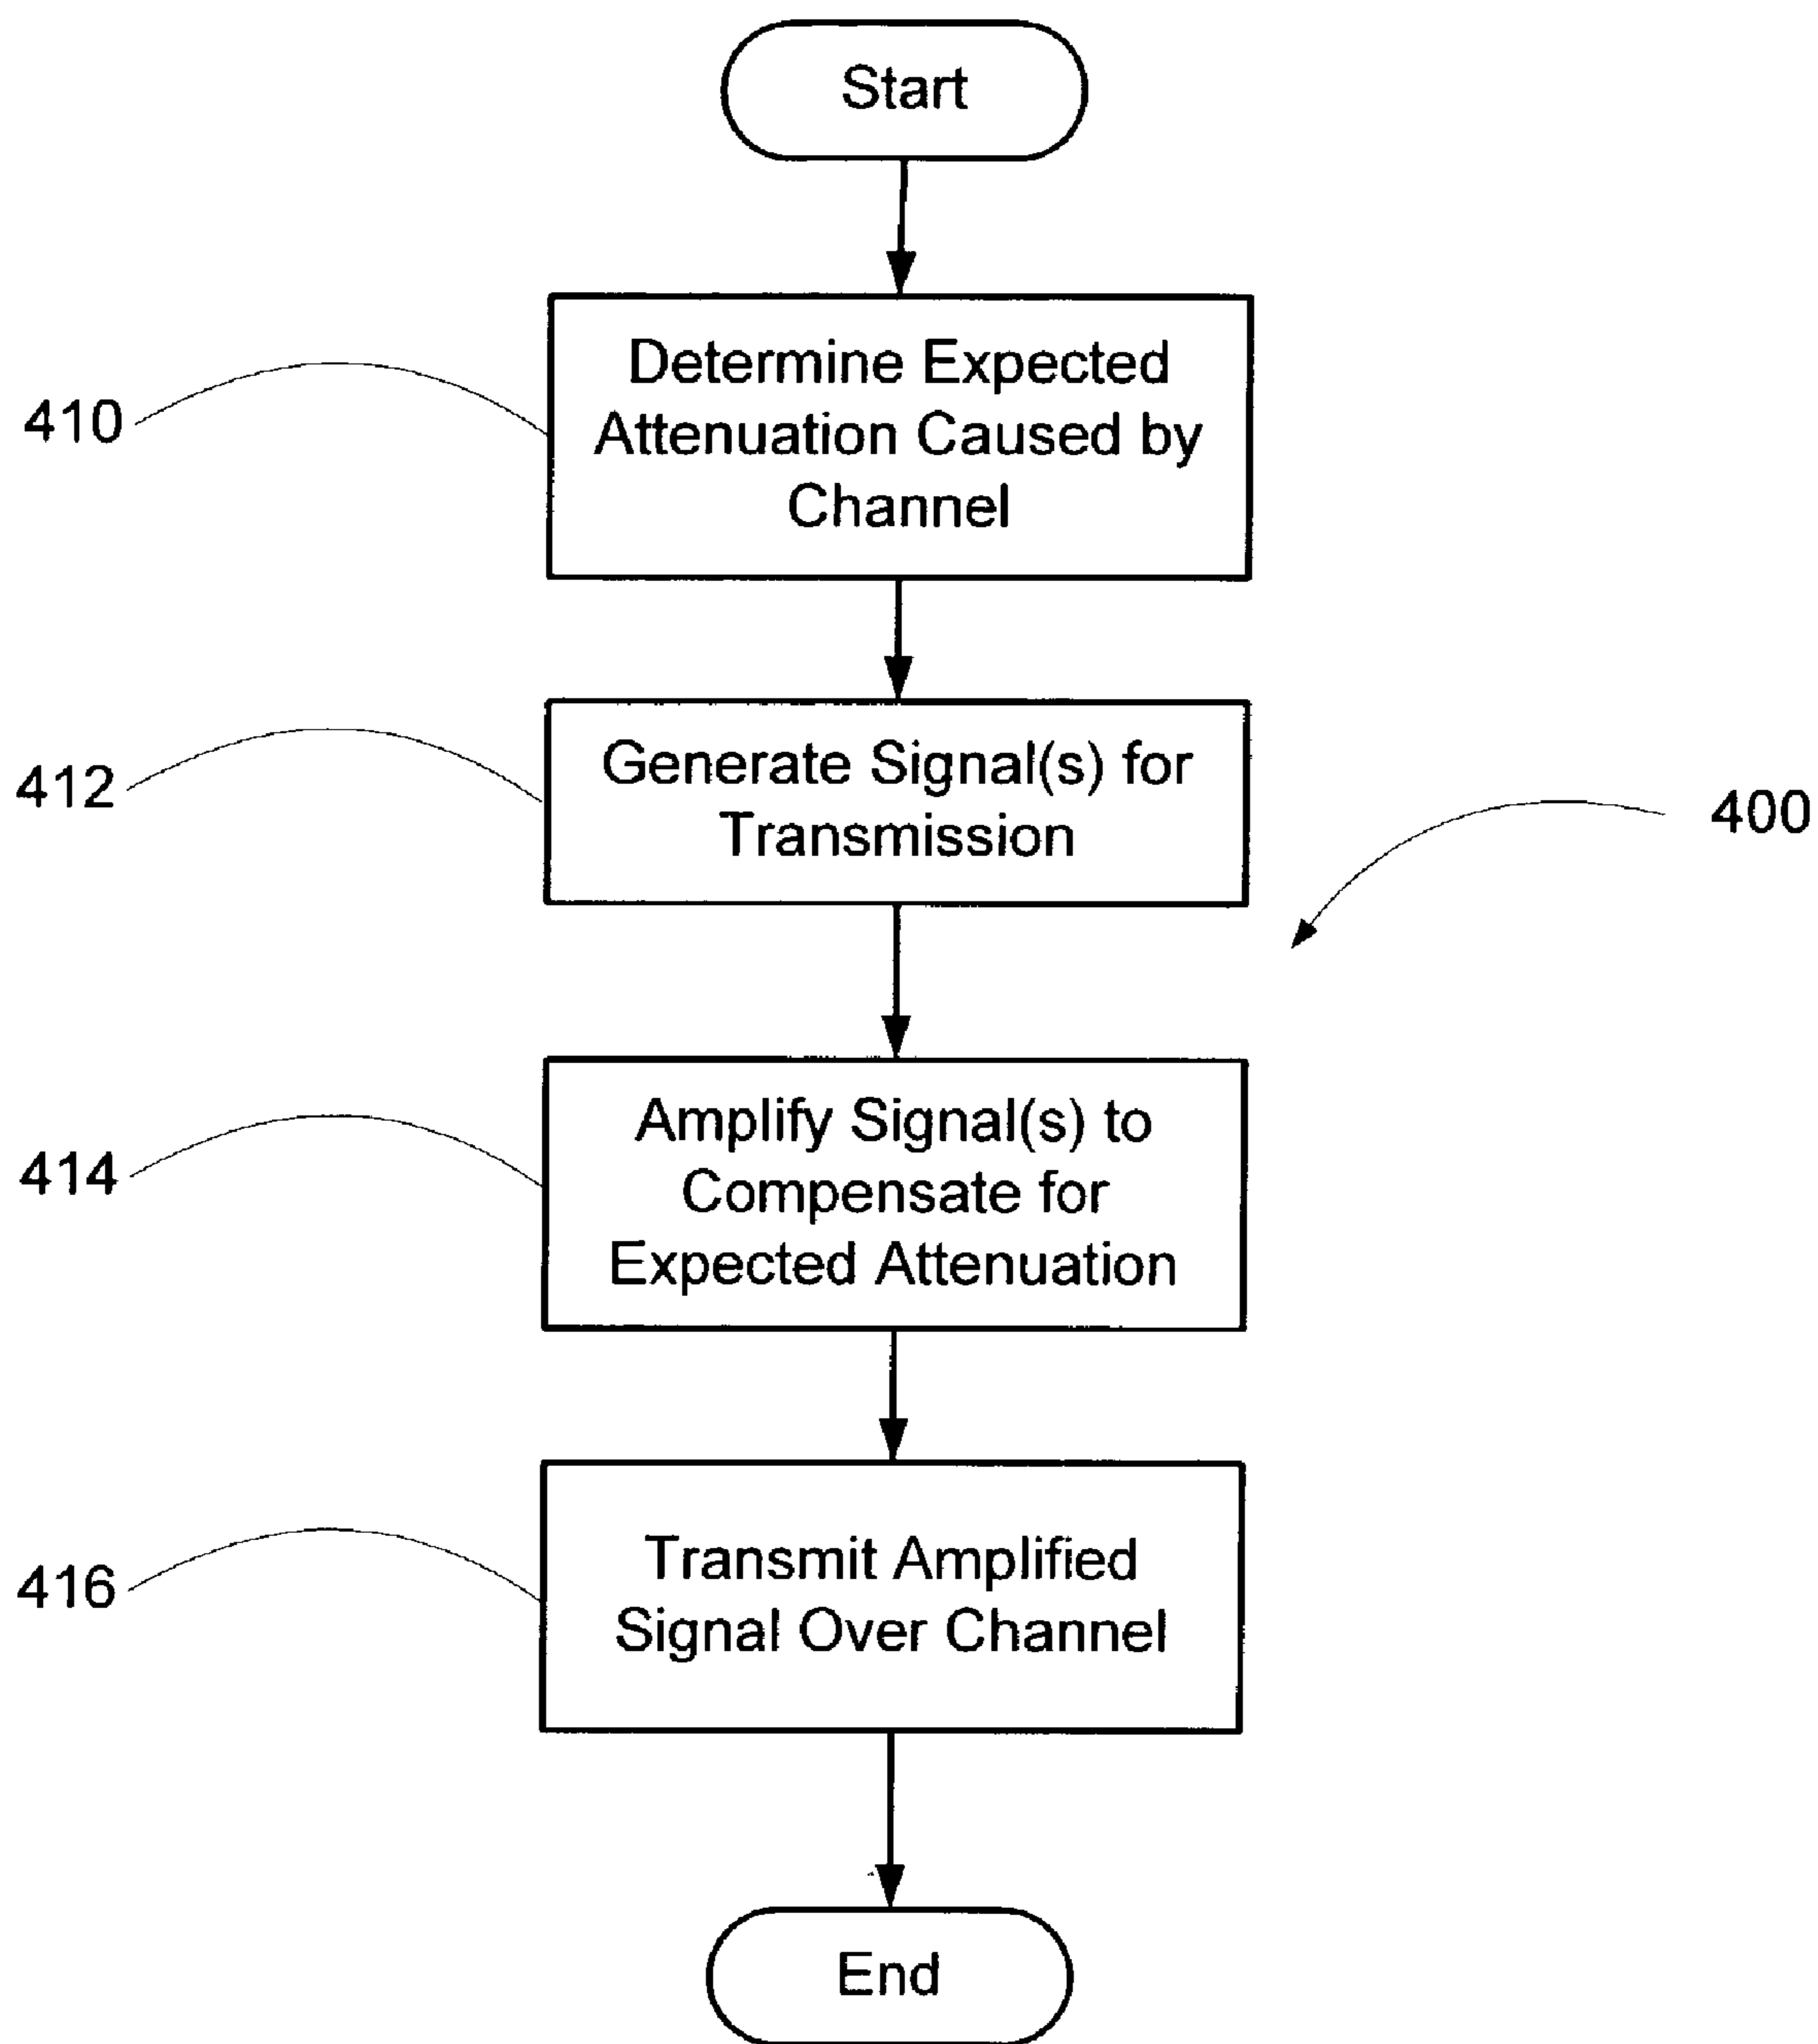 Start
Determine Expected
Attenuation Caused by
Channel
410
Generate Signal(s) for
Transmission
412
400
Amplify Signal(s) to
Compensate for
Expected Attenuation
414
Transmit Amplified
Signal Over Channel
416
End